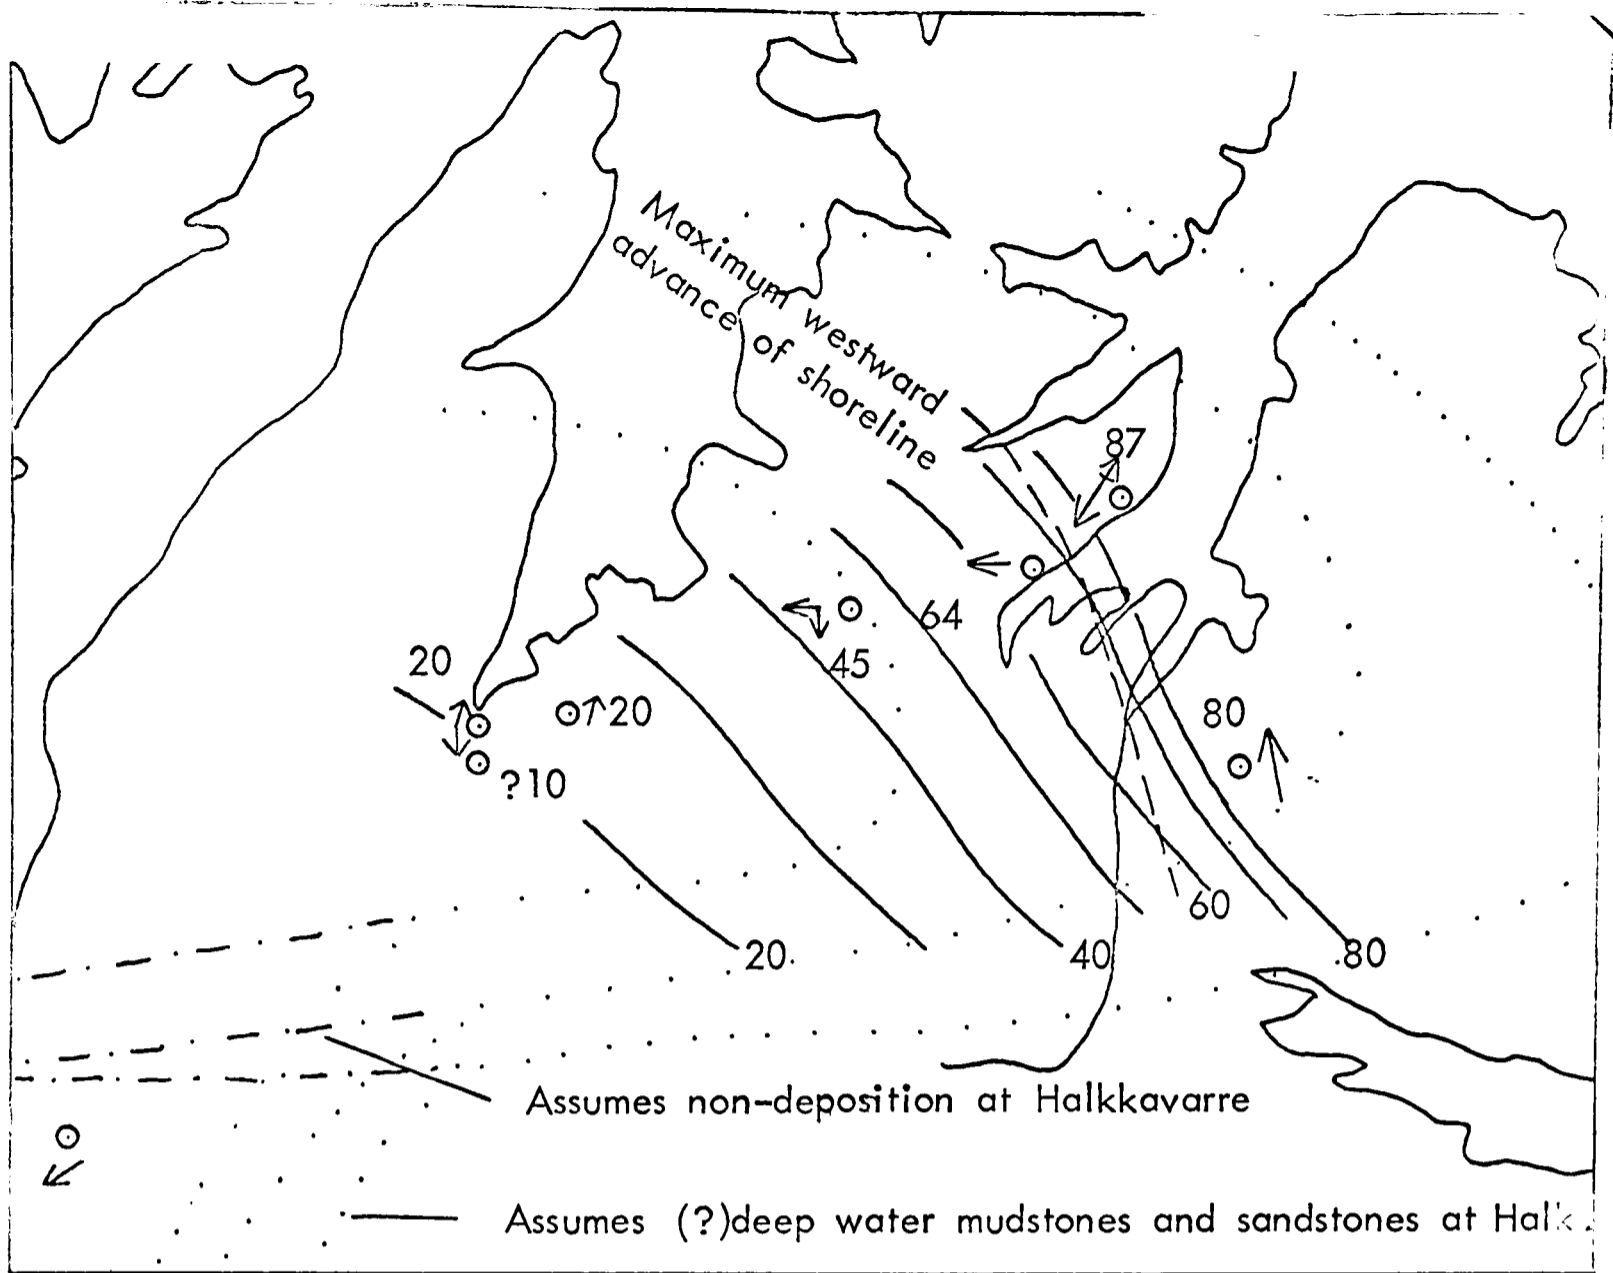 Maximum westward
advance of shoreline
87
64
45
20
20
80
?10
60
20
40
80
Assumes non-deposition at Halkkavarre
Assumes (?)deep water mudstones and sandstones at Halk.